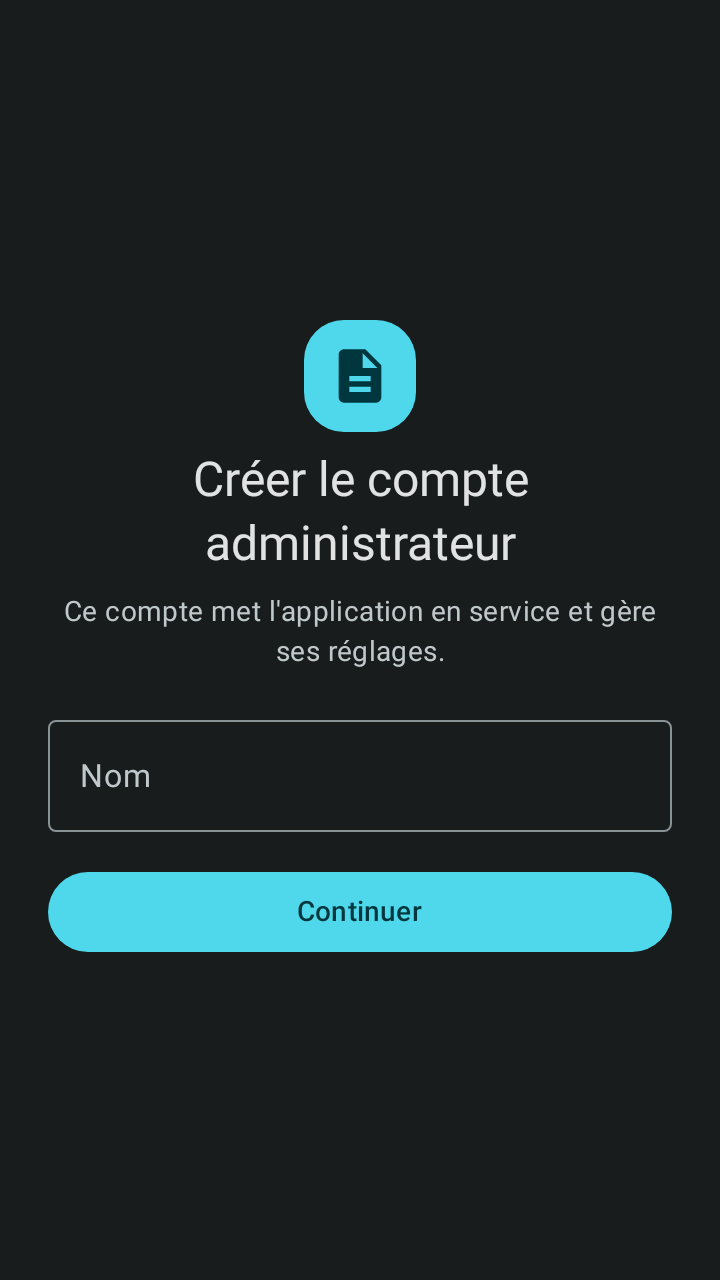 Créer le compte
administrateur
Ce compte met l'application en service et gère
ses réglages.
Nom
Continuer